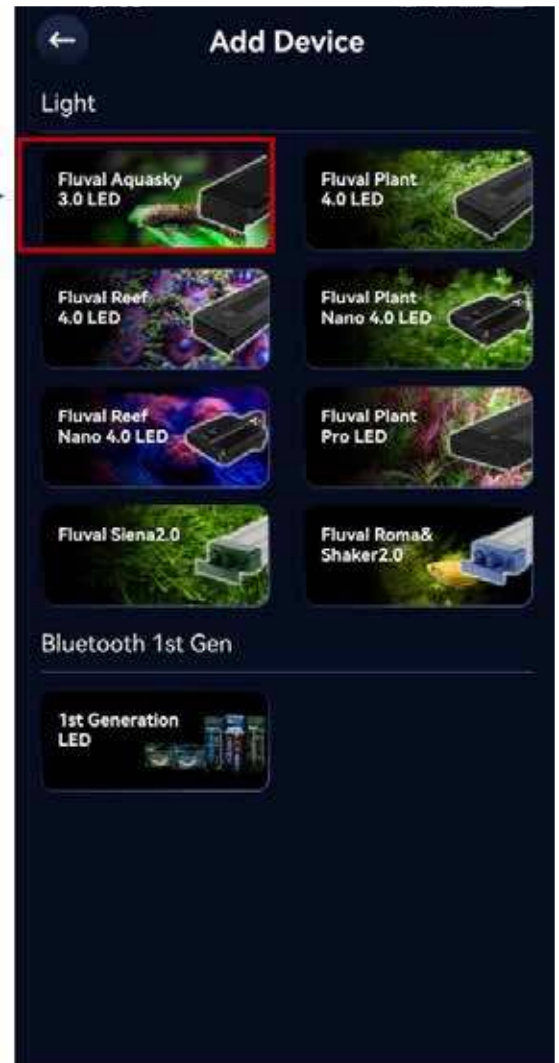 Add Device
Light
Fluval Aquasky
3.0 LED
Fluval Plant
4.0 LED
Fluval Reef
4.0 LED
Fluval Plant
Nano 4.0 LED
Fluval Reef
Nano 4.0 LED
Fluval Plant
Pro LED
Fluval Siena2.0
Fluval Roma&
Shaker2.0
Bluetooth 1st Gen
1st Generation
LED